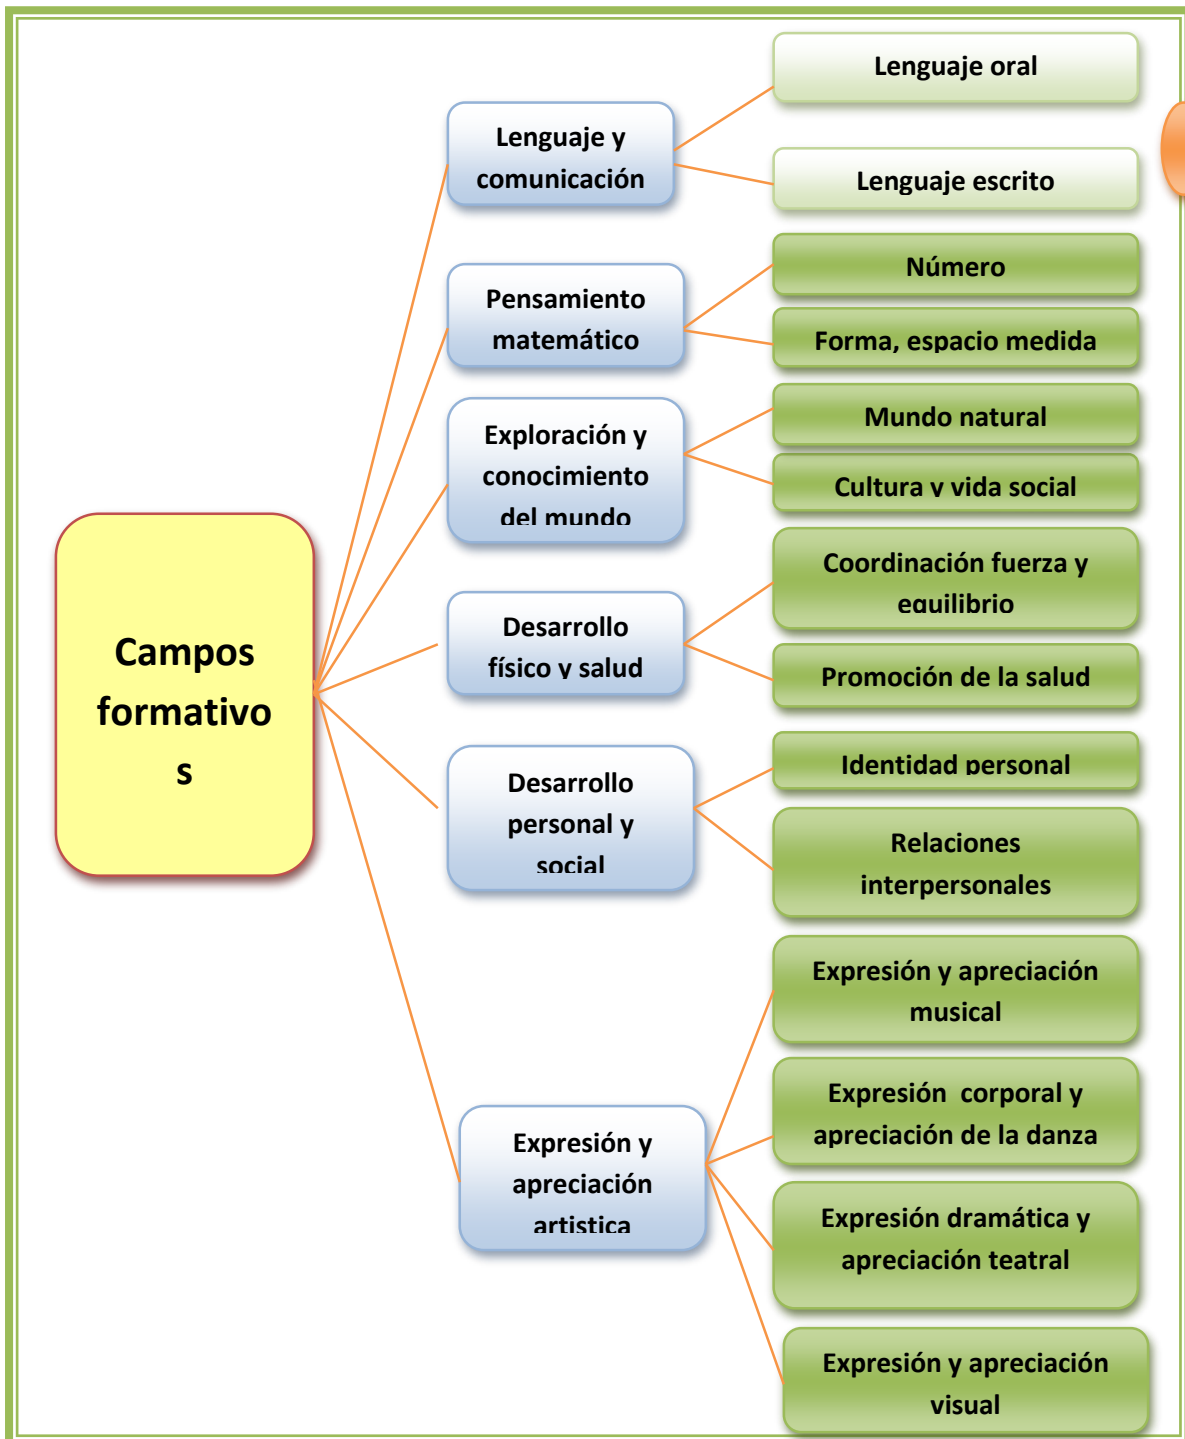 Campos
formativo
s
Lenguaje y
comunicación
Lenguaje oral
Lenguaje escrito
Pensamiento
matemático
Número
Forma, espacio medida
Exploración y
conocimiento
del mundo
Mundo natural
Cultura y vida social
Desarrollo
físico y salud
Coordinación fuerza y
equilibrio
Promoción de la salud
Desarrollo
personal y
social
Identidad personal
Relaciones
interpersonales
Expresión y
apreciación
artistica
Expresión y apreciación
musical
Expresión corporal y
apreciación de la danza
Expresión dramática y
apreciación teatral
Expresión y apreciación
visual